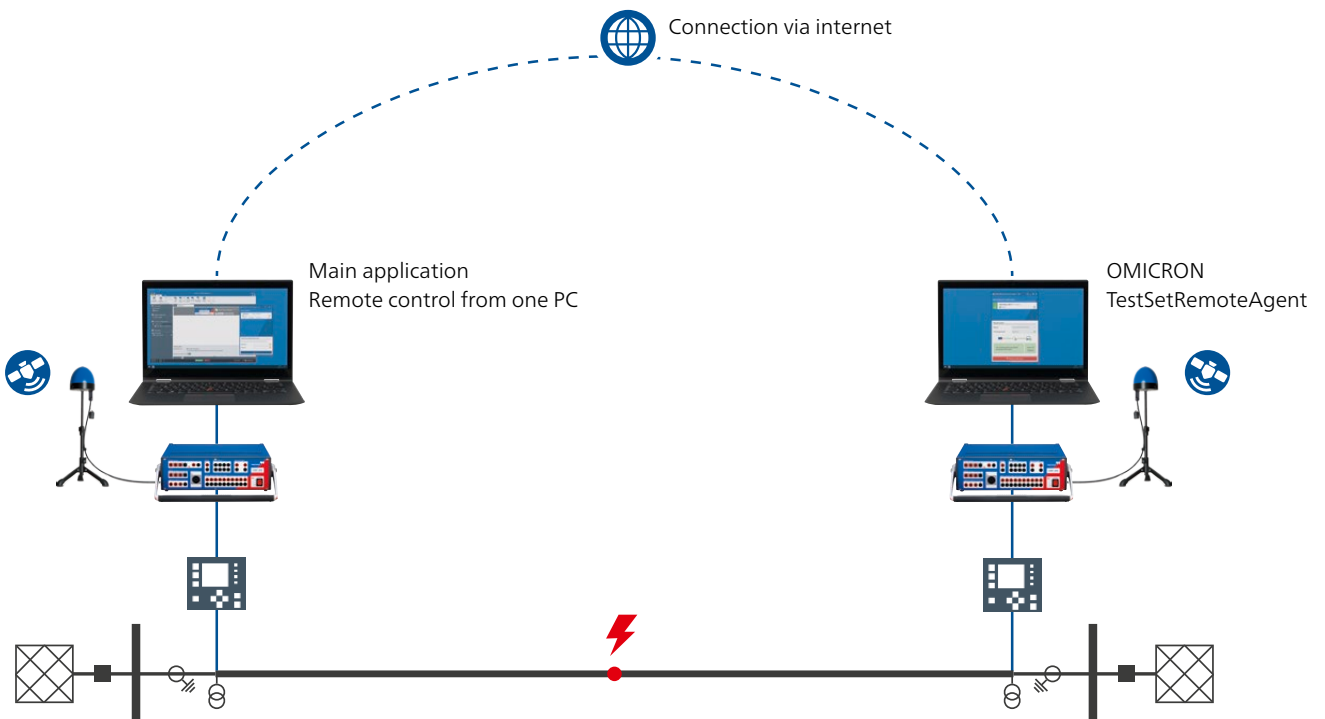 Connection via internet
Main application
Remote control from one PC
OMICRON
TestSetRemoteAgent